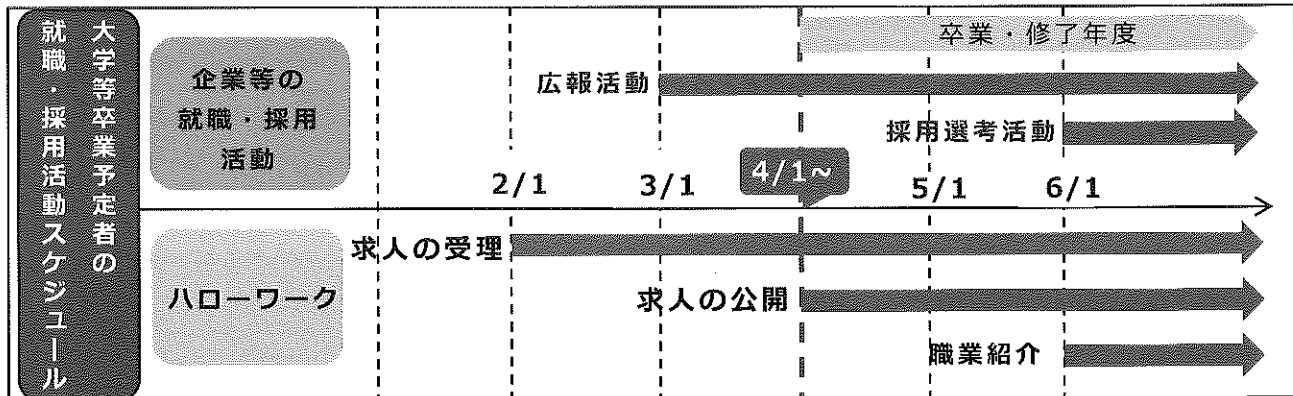 大学等卒業予定者の
就職・採用活動スケジュール
企業等の
就職・採用
活動
卒業・修了年度
広報活動
採用選考活動
2/1
3/1
4/1~
5/1
6/1
ハローワーク
求人の受理
求人の公開
職業紹介